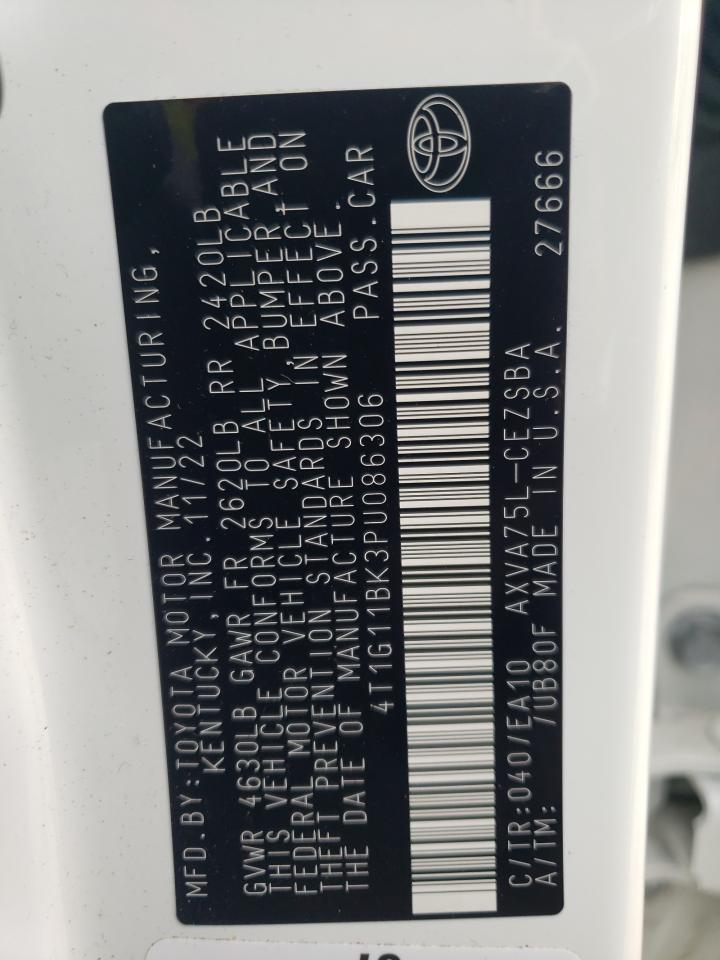 MFD.BY:TOYOTA MOTOR MANUFACTURING,
KENTUCKY,INC.11/22
GVWR 4630LB GAWR FR 2620LB RR 2420LB
THIS VEHICLE CONFORMS TO ALL APPLICABLE
FEDERAL MOTOR VEHICLE SAFETY,BUMPER,AND
THEFT PREVENTION STANDARDS IN EFFECT ON
THE DATE OF MANUFACTURE SHOWN ABOVE.
4T1G11BK3PU086306 PASS.CAR
C/TR:040/EA10 AXVA75L-CEZSBA
A/TM: /UB80F MADE IN U.S.A. 27666